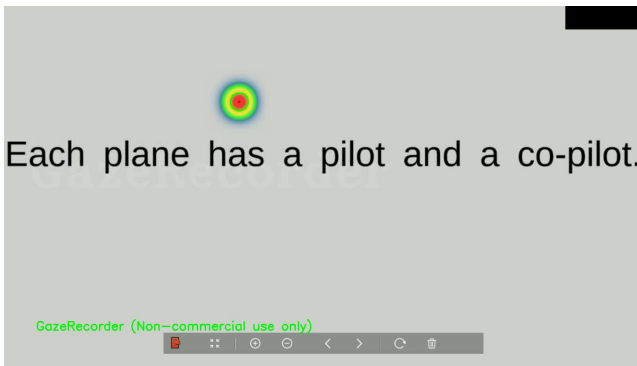 Each plane has a pilot and a co-pilot.
GazeRecorder
GazeRecorder (Non-commercial use only)